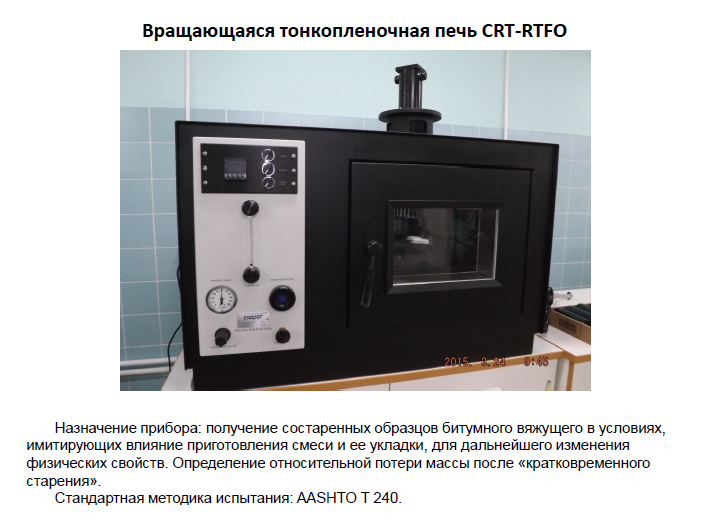 Вращающаяся тонкопленочная печь CRT-RTFO
cooper
2015. 3.24 9:45
Назначение прибора: получение состаренных образцов битумного вяжущего в условиях,
имитирующих влияние приготовления смеси и ее укладки, для дальнейшего изменения
физических свойств. Определение относительной потери массы после «кратковременного
старения».
Стандартная методика испытания: AASHTO T 240.